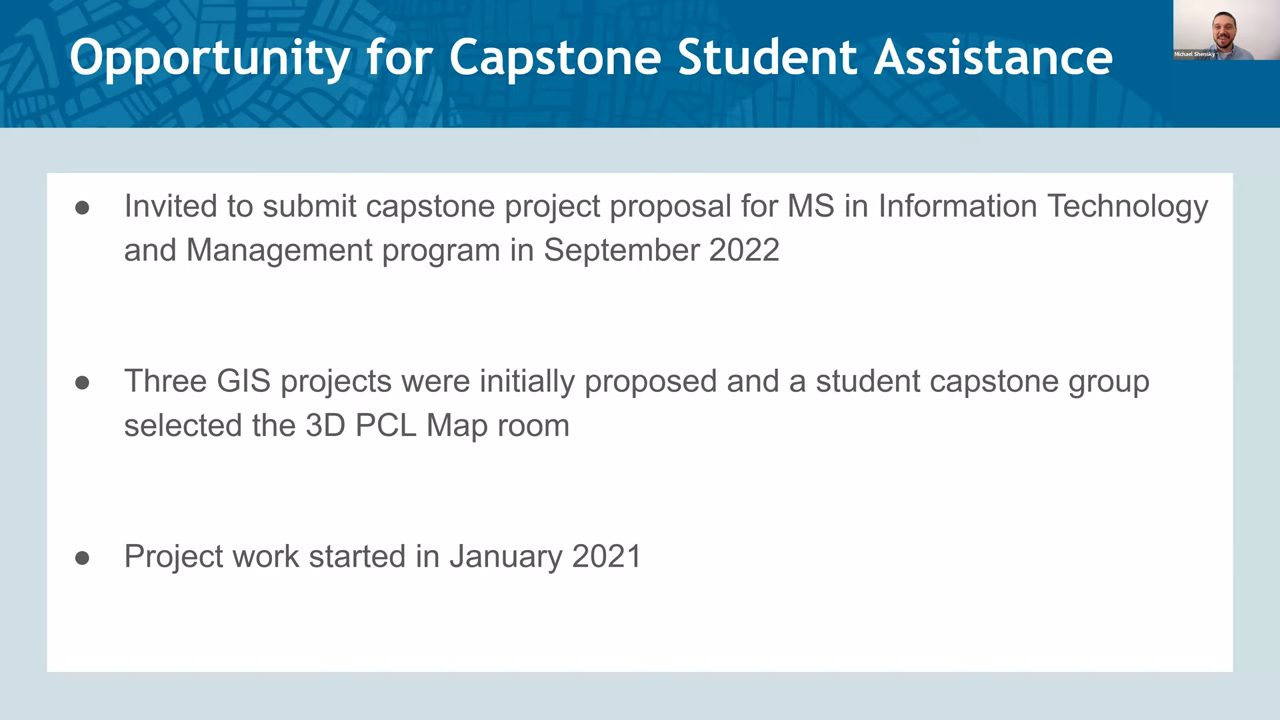 Opportunity for Capstone Student Assistance
Michael Shensky
● Invited to submit capstone project proposal for MS in Information Technology
and Management program in September 2022
● Three GIS projects were initially proposed and a student capstone group
selected the 3D PCL Map room
● Project work started in January 2021